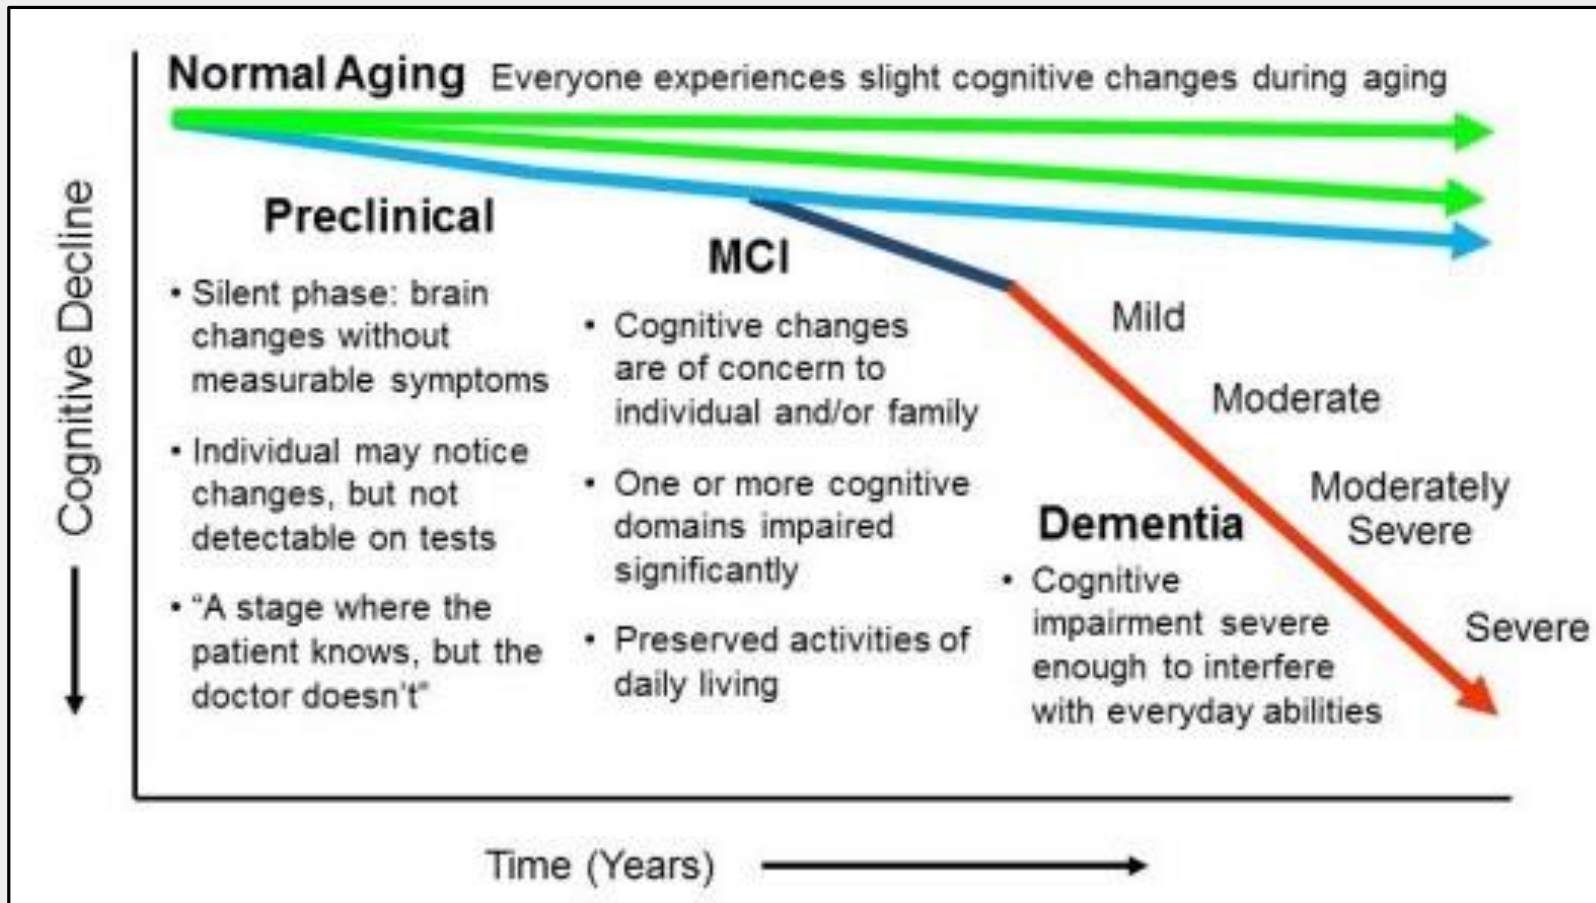 Normal Aging Everyone experiences slight cognitive changes during aging
Cognitive Decline
Preclinical
• Silent phase: brain
changes without
measurable symptoms
• Individual may notice
changes, but not
detectable on tests
• “A stage where the
patient knows, but the
doctor doesn’t”
MCI
• Cognitive changes
are of concern to
individual and/or family
• One or more cognitive
domains impaired
significantly
• Preserved activities of
daily living
Dementia
• Cognitive
impairment severe
enough to interfere
with everyday abilities
Mild
Moderate
Moderately
Severe
Severe
Time (Years)